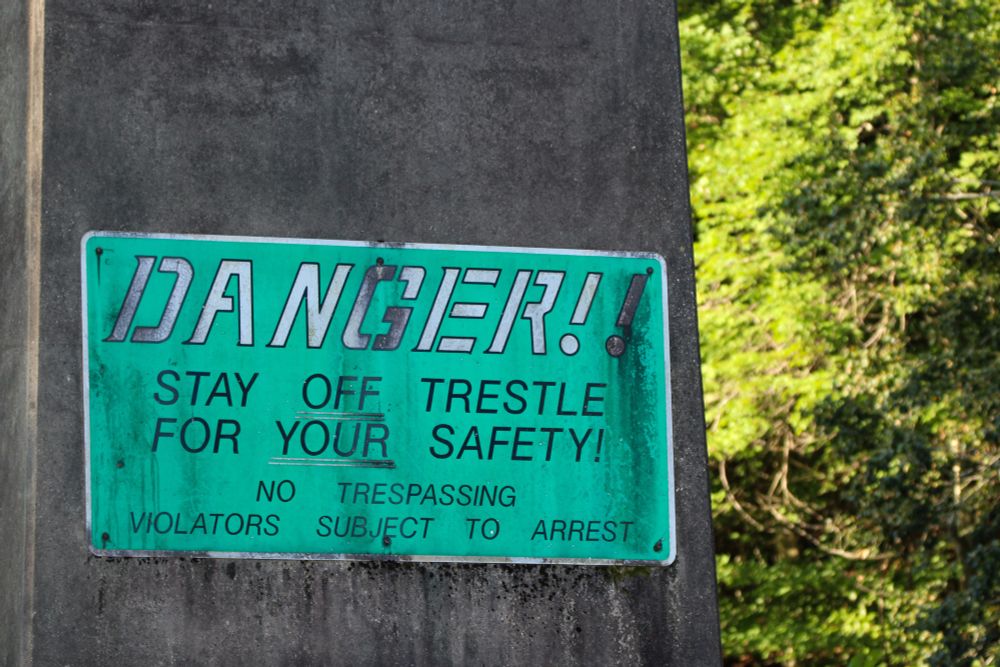 DANGER!!
STAY OFF TRESTLE
FOR YOUR SAFETY!
NO TRESPASSING
VIOLATORS SUBJECT TO ARREST